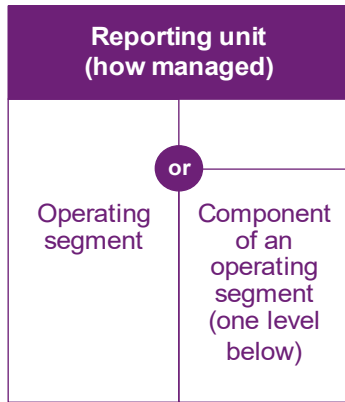 Reporting unit
(how managed)
or
Operating
segment
Component
of an
operating
segment
(one level
below)